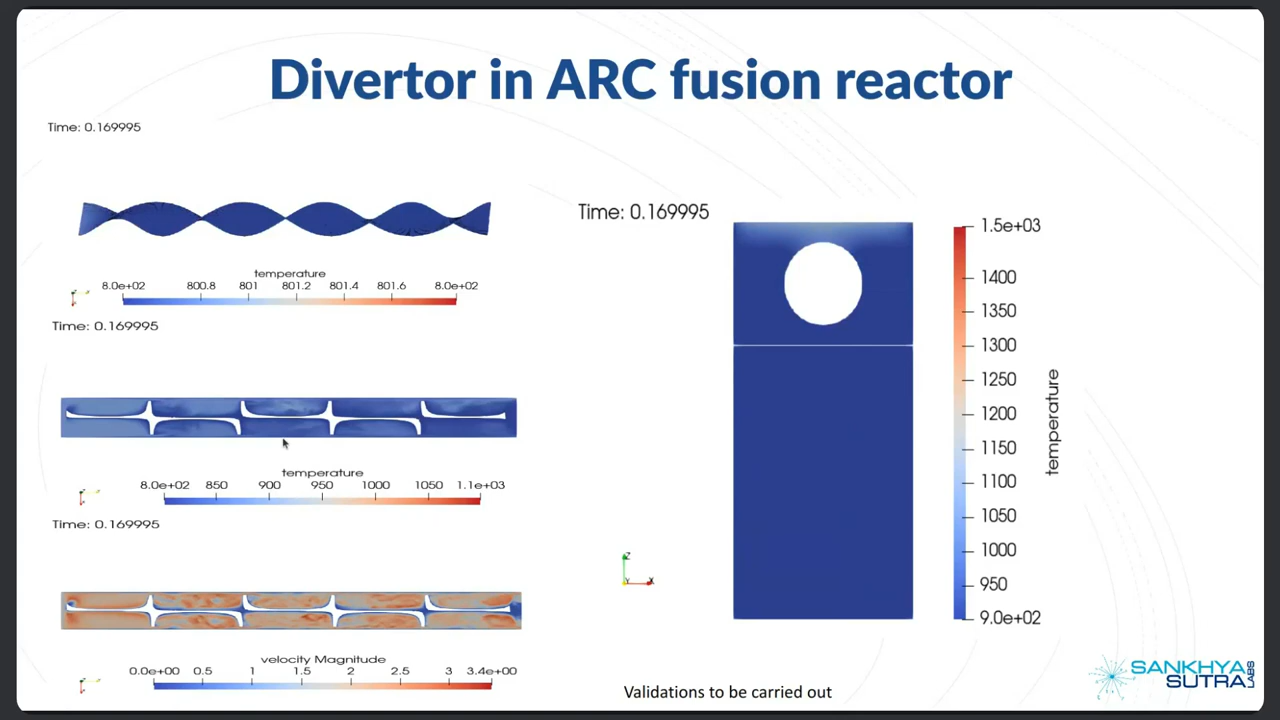 Divertor in ARC fusion reactor
Time: 0.169995
temperature
8.0e+02 800.8 801 801.2 801.4 801.6 8.0e+02
Time: 0.169995
temperature
8.0e+02 850 900 950 1000 1050 1.1e+03
Time: 0.169995
velocity Magnitude
0.0e+00 0.5 1 1.5 2 2.5 3 3.4e+00
Time: 0.169995
1.5e+03
1400
1350
1300
1250
1200
1150
1100
1050
1000
950
9.0e+02
temperature
Z
Y X
Validations to be carried out
SANKHYA
SUTRA
LABS